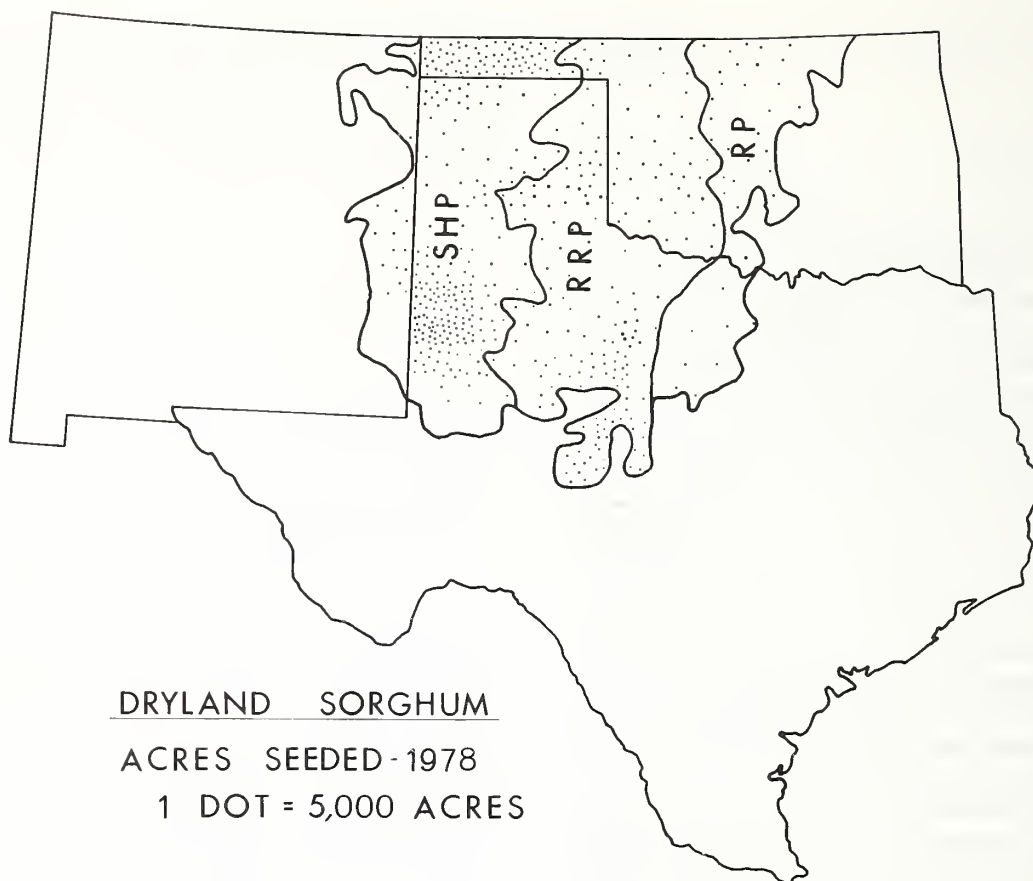 SHP
RRP
RP
DRYLAND SORGHUM
ACRES SEEDED - 1978
1 DOT = 5,000 ACRES